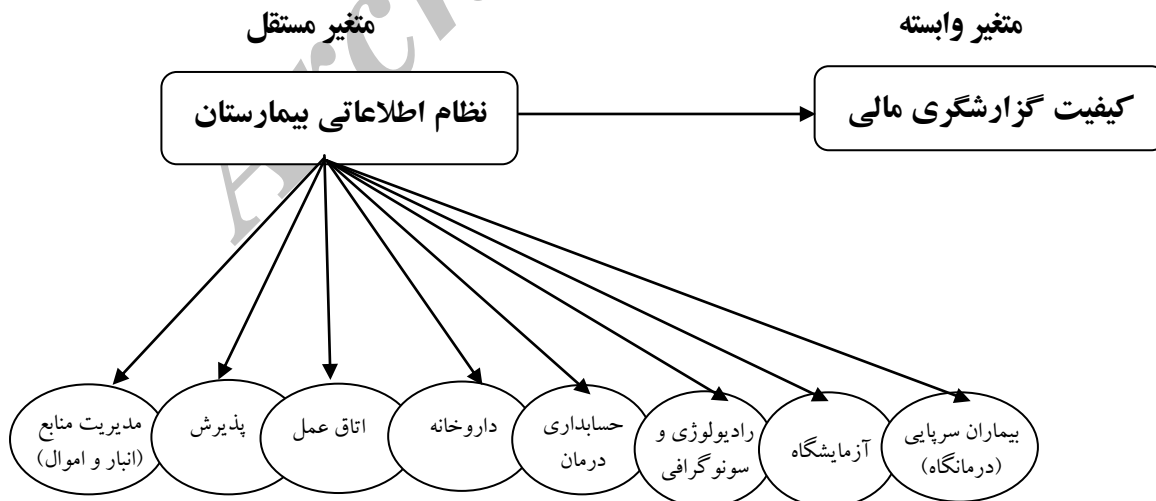 متغیر وابسته
متغیر مستقل
کیفیت گزارشگری مالی
نظام اطلاعاتی بیمارستان
بیماران سرپایی
(درمانگاه)
آزمایشگاه
رادیولوژی و
سونوگرافی
حسابداری
درمان
داروخانه
اتاق عمل
پذیرش
مدیریت منابع
(انبار و اموال)